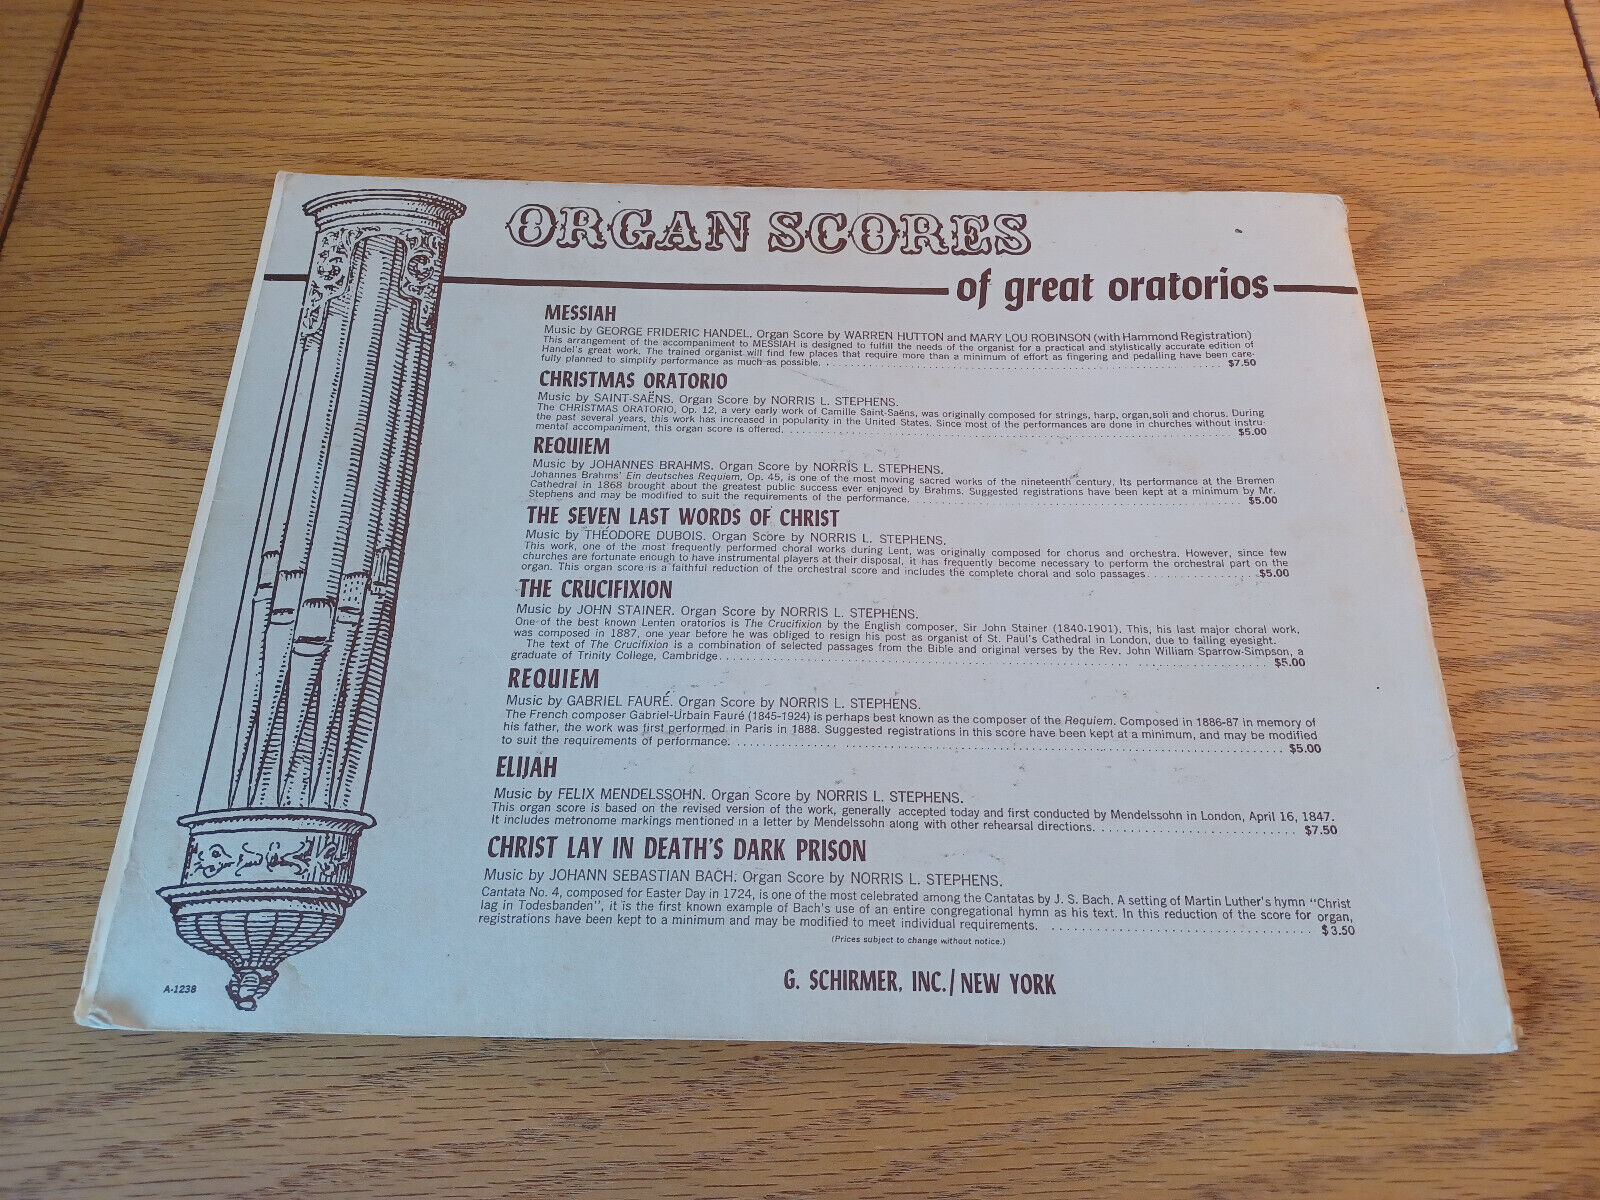 ORGAN SCORES
of great oratorios
MESSIAH
Music by GEORGE FRIDERIC HANDEL. Organ Score by WARREN HUTTON and MARY LOU ROBINSON (with Hammond Registration)
This arrangement of the accompaniment to MESSIAH is designed to fulfill the needs of the organist for a practical and stylistically accurate edition of
Handel's great work. The trained organist will find few places that require more than a minimum of effort as fingering and pedalling have been care-
fully planned to simplify performance as much as possible. . . . . . . . . . . . . . . . . . . . . . . . . . . . . . $7.50
CHRISTMAS ORATORIO
Music by SAINT-SAËNS. Organ Score by NORRIS L. STEPHENS.
The CHRISTMAS ORATORIO, Op. 12, a very early work of Camille Saint-Saëns, was originally composed for strings, harp, organ,soli and chorus. During
the past several years, this work has increased in popularity in the United States. Since most of the performances are done in churches without instru-
mental accompaniment, this organ score is offered. . . . . . . . . . . . . . . . . . . . . . . . . . . . . . $5.00
REQUIEM
Music by JOHANNES BRAHMS. Organ Score by NORRIS L. STEPHENS.
Johannes Brahms' Ein deutsches Requiem, Op. 45, is one of the most moving sacred works of the nineteenth century. Its performance at the Bremen
Cathedral in 1868 brought about the greatest public success ever enjoyed by Brahms. Suggested registrations have been kept at a minimum by Mr.
Stephens and may be modified to suit the requirements of the performance. . . . . . . . . . . . . . . . . . . . . . $5.00
THE SEVEN LAST WORDS OF CHRIST
Music by THÉODORE DUBOIS. Organ Score by NORRIS L. STEPHENS.
This work, one of the most frequently performed choral works during Lent, was originally composed for chorus and orchestra. However, since few
churches are fortunate enough to have instrumental players at their disposal, it has frequently become necessary to perform the orchestral part on the
organ. This organ score is a faithful reduction of the orchestral score and includes the complete choral and solo passages . . . . . . . . . $5.00
THE CRUCIFIXION
Music by JOHN STAINER. Organ Score by NORRIS L. STEPHENS.
One of the best known Lenten oratorios is The Crucifixion by the English composer, Sir John Stainer (1840-1901). This, his last major choral work,
was composed in 1887, one year before he was obliged to resign his post as organist of St. Paul's Cathedral in London, due to failing eyesight.
The text of The Crucifixion is a combination of selected passages from the Bible and original verses by the Rev. John William Sparrow-Simpson, a
graduate of Trinity College, Cambridge. . . . . . . . . . . . . . . . . . . . . . . . . . . . . . $5.00
REQUIEM
Music by GABRIEL FAURÉ. Organ Score by NORRIS L. STEPHENS.
The French composer Gabriel-Urbain Fauré (1845-1924) is perhaps best known as the composer of the Requiem. Composed in 1886-87 in memory of
his father, the work was first performed in Paris in 1888. Suggested registrations in this score have been kept at a minimum, and may be modified
to suit the requirements of performance. . . . . . . . . . . . . . . . . . . . . . . . . . . . . . $5.00
ELIJAH
Music by FELIX MENDELSSOHN. Organ Score by NORRIS L. STEPHENS.
This organ score is based on the revised version of the work, generally accepted today and first conducted by Mendelssohn in London, April 16, 1847.
It includes metronome markings mentioned in a letter by Mendelssohn along with other rehearsal directions. . . . . . . . . . . . . . . $7.50
CHRIST LAY IN DEATH'S DARK PRISON
Music by JOHANN SEBASTIAN BACH. Organ Score by NORRIS L. STEPHENS.
Cantata No. 4, composed for Easter Day in 1724, is one of the most celebrated among the Cantatas by J. S. Bach. A setting of Martin Luther's hymn "Christ
lag in Todesbanden", it is the first known example of Bach's use of an entire congregational hymn as his text. In this reduction of the score for organ,
registrations have been kept to a minimum and may be modified to meet individual requirements. . . . . . . . . . . . . . . . . . . . $3.50
(Prices subject to change without notice.)
G. SCHIRMER, INC./NEW YORK
A-1238